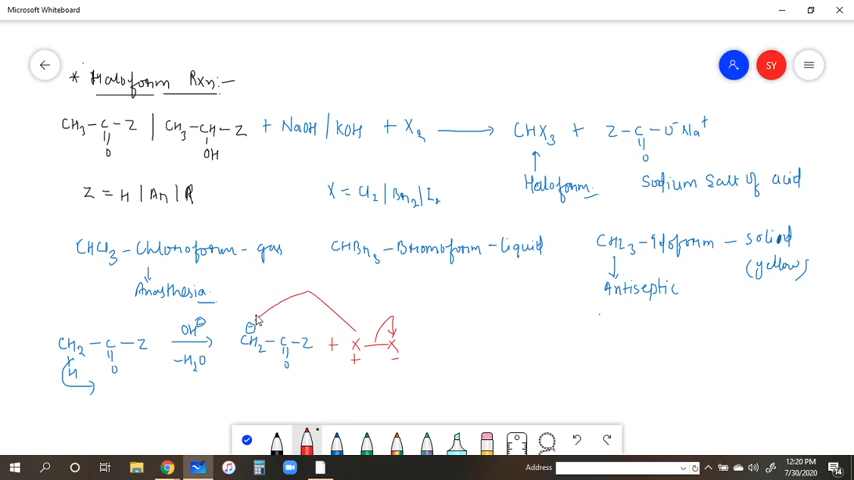 Microsoft Whiteboard
SY
* Haloform Rxn:-
CH3-C-Z | CH3-CH-Z + NaOH/KOH + X2 → CHX3 + Z-C-O⁻Na⁺
O OH O
Haloform Sodium Salt of acid
Z = H | Ar | R X = Cl2 | Br2 | I2
CHCl3 - Chloroform - gas CHBr3 - Bromoform - liquid CHI3 - Iodoform - Solid
(yellow)
Anasthesia Antiseptic
CH2 - C - Z OH⊖ → ⊖CH2 - C - Z + X - X
H O -H2O O + -
Address
12:20 PM
7/30/2020
14